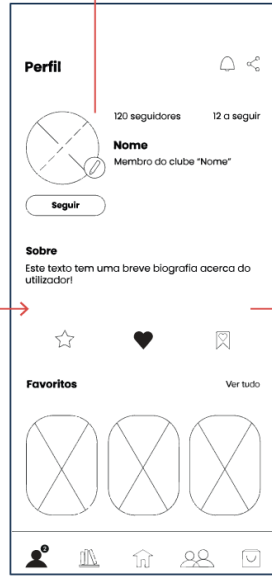 Perfil
120 seguidores 12 a seguir
Nome
Membro do clube "Nome"
Seguir
Sobre
Este texto tem uma breve biografia acerca do
utilizador!
Favoritos Ver tudo
2